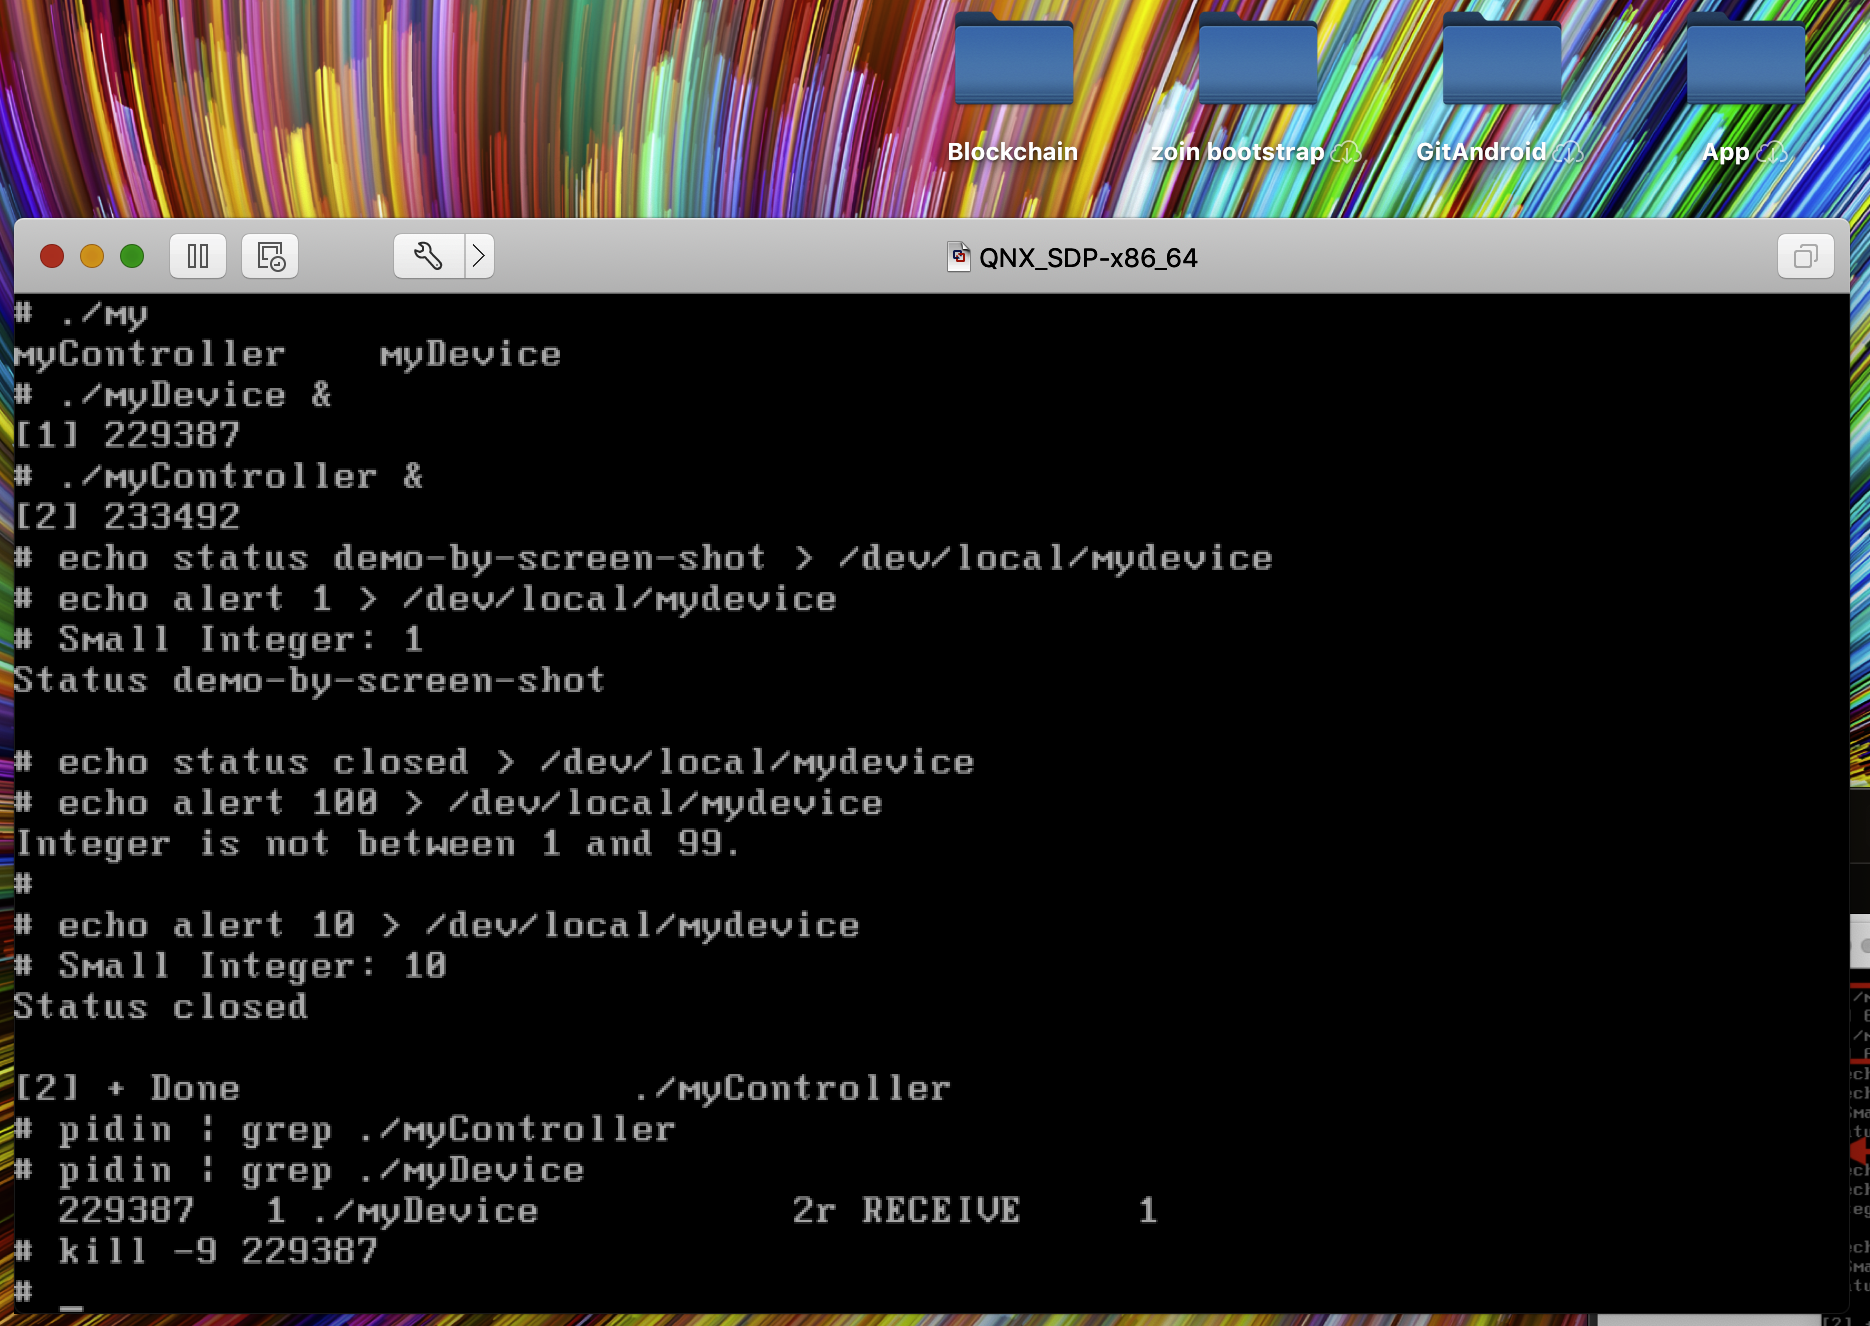 Blockchain zoin bootstrap GitAndroid App
QNX_SDP-x86_64
# ./my
myController myDevice
# ./myDevice &
[1] 229387
# ./myController &
[2] 233492
# echo status demo-by-screen-shot > /dev/local/mydevice
# echo alert 1 > /dev/local/mydevice
# Small Integer: 1
Status demo-by-screen-shot
# echo status closed > /dev/local/mydevice
# echo alert 100 > /dev/local/mydevice
Integer is not between 1 and 99.
#
# echo alert 10 > /dev/local/mydevice
# Small Integer: 10
Status closed
[2] + Done ./myController
# pidin | grep ./myController
# pidin | grep ./myDevice
229387 1 ./myDevice 2r RECEIVE 1
# kill -9 229387
# _